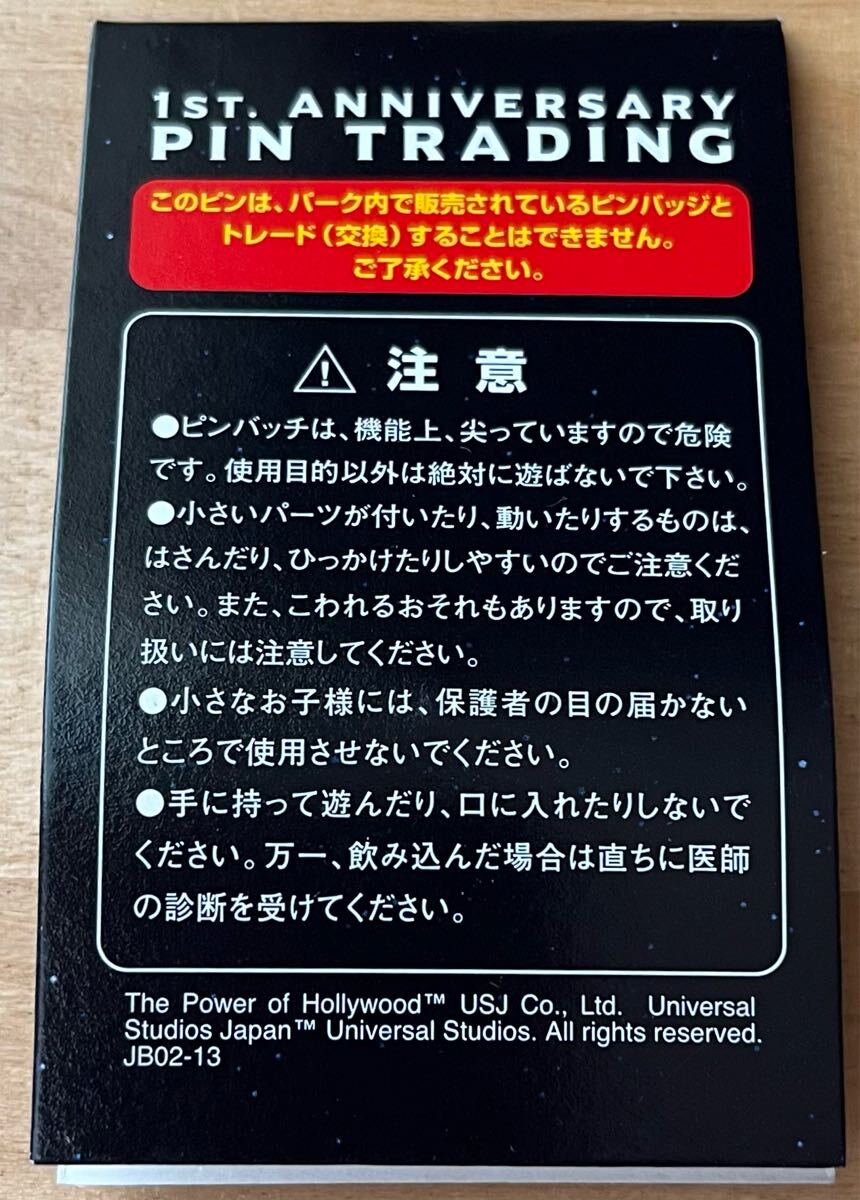 1ST. ANNIVERSARY
PIN TRADING
このピンは、パーク内で販売されているピンバッジと
トレード(交換)することはできません。
ご了承ください。
注意
●ピンバッチは、機能上、尖っていますので危険
です。使用目的以外は絶対に遊ばないで下さい。
●小さいパーツが付いたり、動いたりするものは、
はさんだり、ひっかけたりしやすいのでご注意くだ
さい。また、こわれるおそれもありますので、取り
扱いには注意してください。
●小さなお子様には、保護者の目の届かない
ところで使用させないでください。
●手に持って遊んだり、口に入れたりしないで
ください。万一、飲み込んだ場合は直ちに医師
の診断を受けてください。
The Power of Hollywood™ USJ Co., Ltd. Universal
Studios Japan™ Universal Studios. All rights reserved.
JB02-13